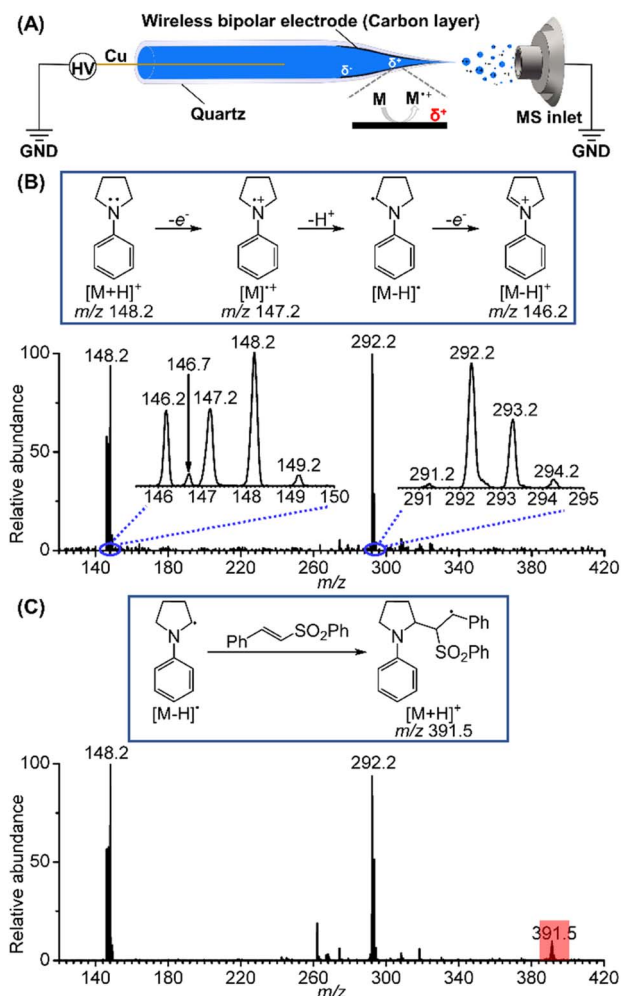 (A)
Wireless bipolar electrode (Carbon layer)
HV
Cu
δ-
δ+
Quartz
M
M•+
δ+
MS inlet
GND
GND
(B)
N
-e-
N
-H+
N
-e-
N
[M+H]+
[M]•+
[M-H]•
[M-H]+
m/z 148.2
m/z 147.2
m/z 146.2
Relative abundance
100
50
0
148.2
292.2
146.2
146.7
147.2
148.2
149.2
146 147 148 149 150
291.2
292.2
293.2
294.2
291 292 293 294 295
140 180 220 260 300 340 380 420
m/z
(C)
N
[M-H]•
Ph
SO2Ph
N
Ph
SO2Ph
[M+H]+
m/z 391.5
Relative abundance
100
50
0
148.2
292.2
391.5
140 180 220 260 300 340 380 420
m/z